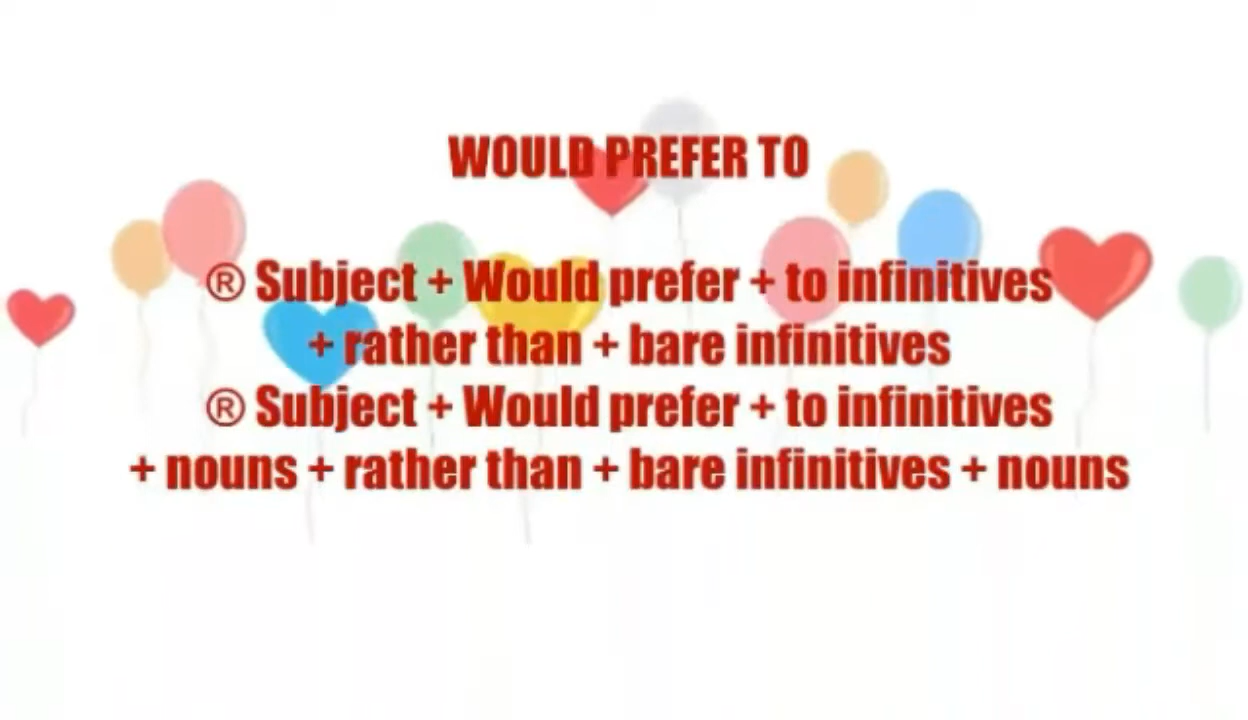 WOULD PREFER TO
® Subject + Would prefer + to infinitives
+ rather than + bare infinitives
® Subject + Would prefer + to infinitives
+ nouns + rather than + bare infinitives + nouns